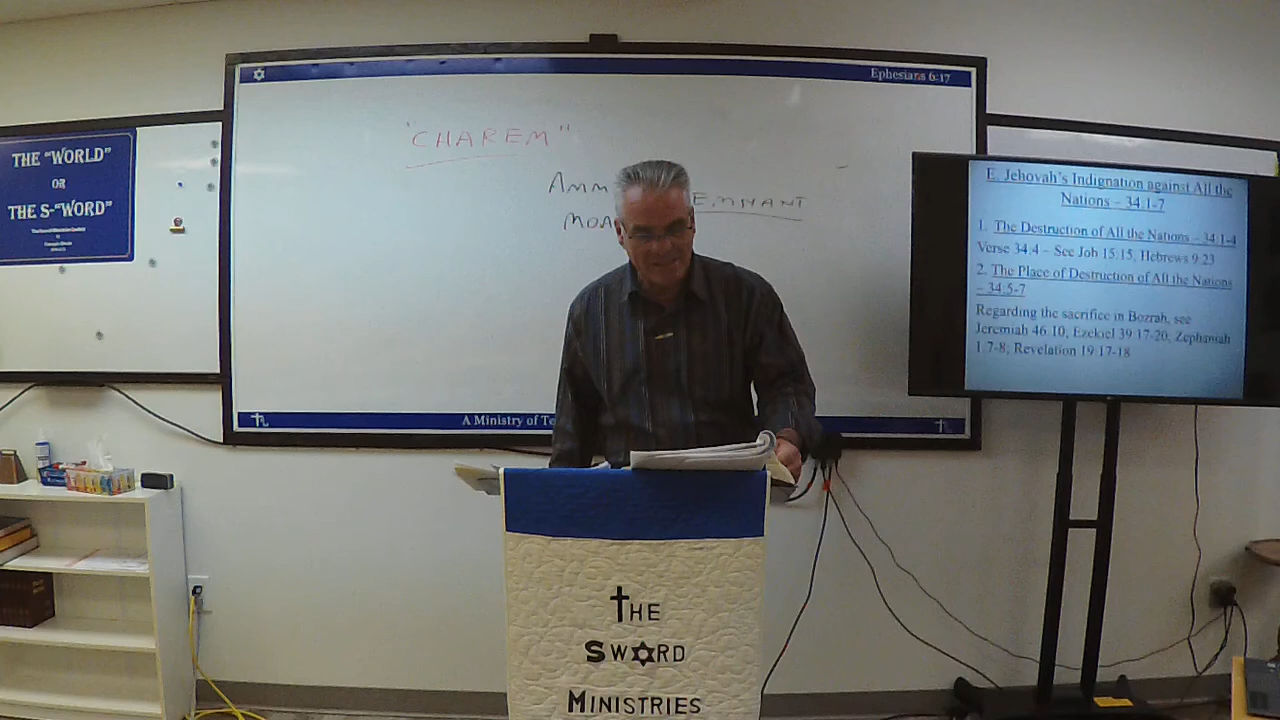 Ephesians 6:17
THE "WORLD"
OR
THE S-"WORD"
"CHAREM"
AMM
EMNANT
MOA
E. Jehovah's Indignation against All the
Nations – 34.1-7
1. The Destruction of All the Nations – 34:1-4
Verse 34:4 – See Job 15:15, Hebrews 9:23
2. The Place of Destruction of All the Nations
– 34:5-7
Regarding the sacrifice in Bozrah, see
Jeremiah 46:10, Ezekiel 39:17-20, Zephaniah
1:7-8; Revelation 19:17-18
A Ministry of Te
THE
SWORD
MINISTRIES